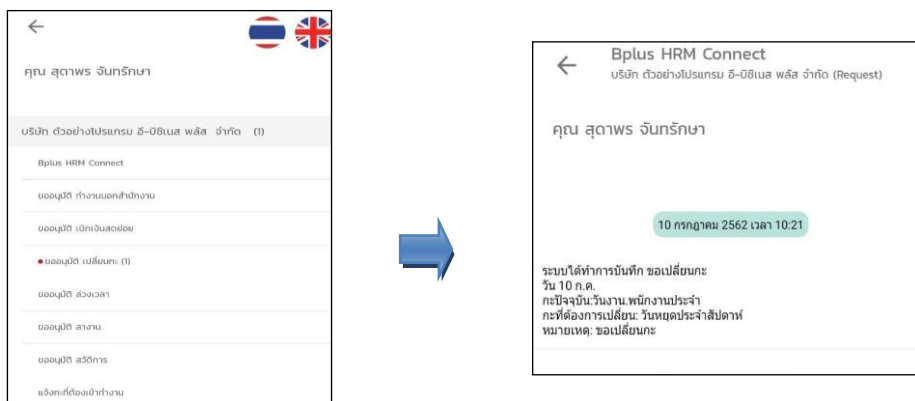 คุณ สุดาพร จันทรักษา
บริษัท ตัวอย่างโปรแกรม อี-บิซิเนส พลัส จำกัด (1)
Bplus HRM Connect
ขออนุมัติ ทำงานนอกสำนักงาน
ขออนุมัติ เบิกเงินสดย่อย
ขออนุมัติ เปลี่ยนกะ (1)
ขออนุมัติ ล่วงเวลา
ขออนุมัติ ลางาน
ขออนุมัติ สวัสดิการ
แจ้งกะที่ต้องเข้าทำงาน
Bplus HRM Connect
บริษัท ตัวอย่างโปรแกรม อี-บิซิเนส พลัส จำกัด (Request)
คุณ สุดาพร จันทรักษา
10 กรกฎาคม 2562 เวลา 10:21
ระบบได้ทำการบันทึก ขอเปลี่ยนกะ
วัน 10 ก.ค.
กะปัจจุบัน:วันงาน.พนักงานประจำ
กะที่ต้องการเปลี่ยน: วันหยุดประจำสัปดาห์
หมายเหตุ: ขอเปลี่ยนกะ